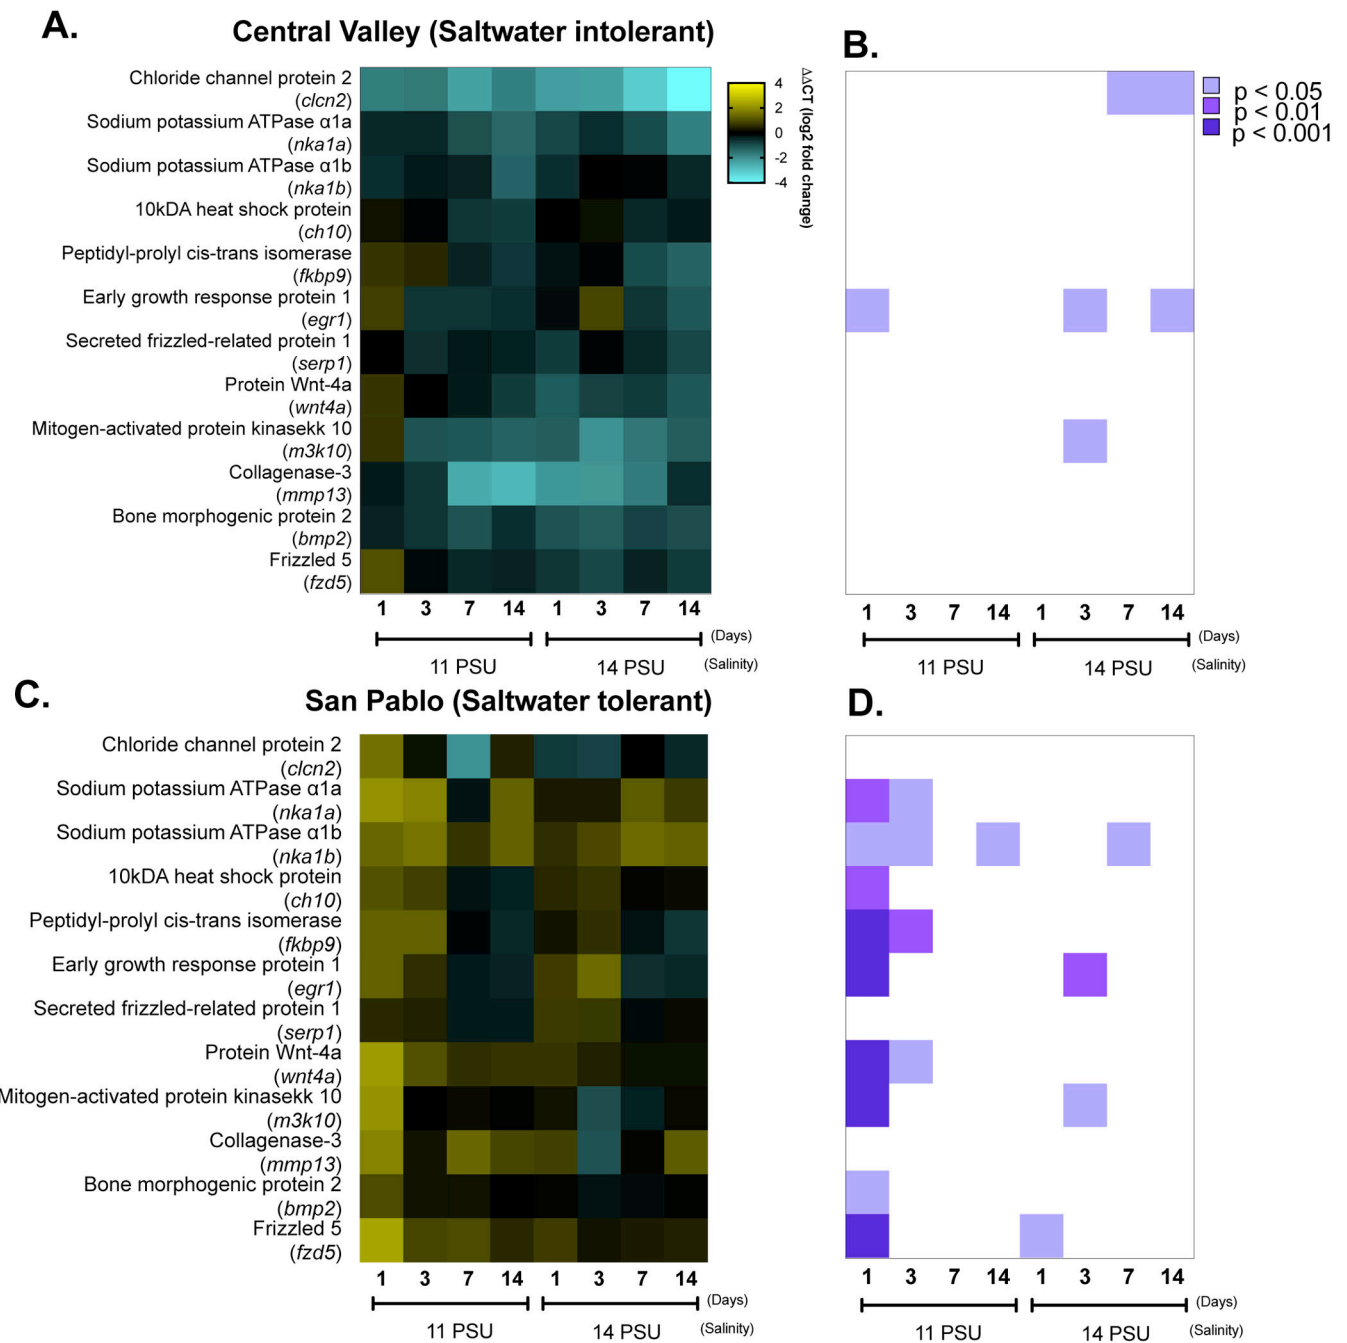 A.
Central Valley (Saltwater intolerant)
B.
Chloride channel protein 2
(clcn2)
Sodium potassium ATPase α1a
(nka1a)
Sodium potassium ATPase α1b
(nka1b)
10kDA heat shock protein
(ch10)
Peptidyl-prolyl cis-trans isomerase
(fkbp9)
Early growth response protein 1
(egr1)
Secreted frizzled-related protein 1
(serp1)
Protein Wnt-4a
(wnt4a)
Mitogen-activated protein kinasekk 10
(m3k10)
Collagenase-3
(mmp13)
Bone morphogenic protein 2
(bmp2)
Frizzled 5
(fzd5)
4
2
0
-2
-4
ΔΔCT (log2 fold change)
p < 0.05
p < 0.01
p < 0.001
1 3 7 14 1 3 7 14
(Days)
11 PSU 14 PSU (Salinity)
1 3 7 14 1 3 7 14
(Days)
11 PSU 14 PSU (Salinity)
C.
San Pablo (Saltwater tolerant)
D.
Chloride channel protein 2
(clcn2)
Sodium potassium ATPase α1a
(nka1a)
Sodium potassium ATPase α1b
(nka1b)
10kDA heat shock protein
(ch10)
Peptidyl-prolyl cis-trans isomerase
(fkbp9)
Early growth response protein 1
(egr1)
Secreted frizzled-related protein 1
(serp1)
Protein Wnt-4a
(wnt4a)
Mitogen-activated protein kinasekk 10
(m3k10)
Collagenase-3
(mmp13)
Bone morphogenic protein 2
(bmp2)
Frizzled 5
(fzd5)
1 3 7 14 1 3 7 14
(Days)
11 PSU 14 PSU (Salinity)
1 3 7 14 1 3 7 14
(Days)
11 PSU 14 PSU (Salinity)